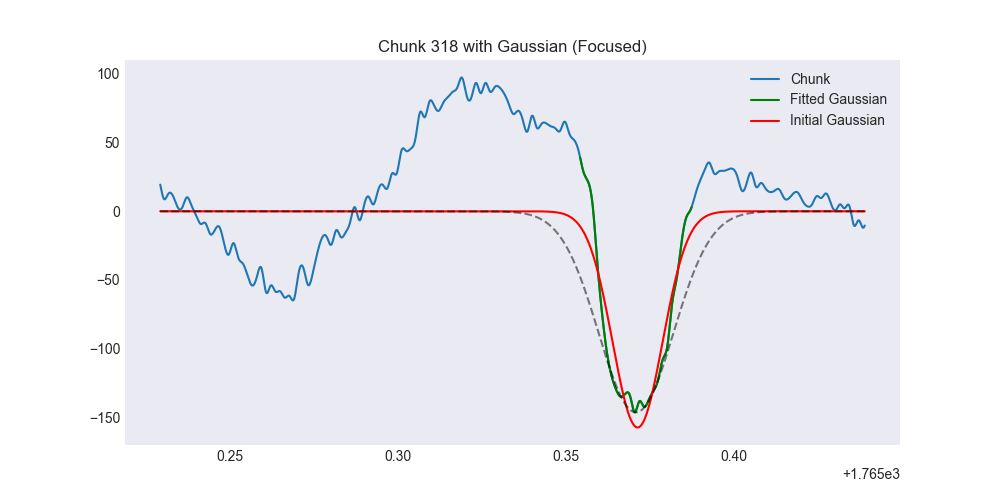 Chunk 318 with Gaussian (Focused)
100
50
0
−50
−100
−150
Chunk
Fitted Gaussian
Initial Gaussian
0.25 0.30 0.35 0.40
+1.765e3